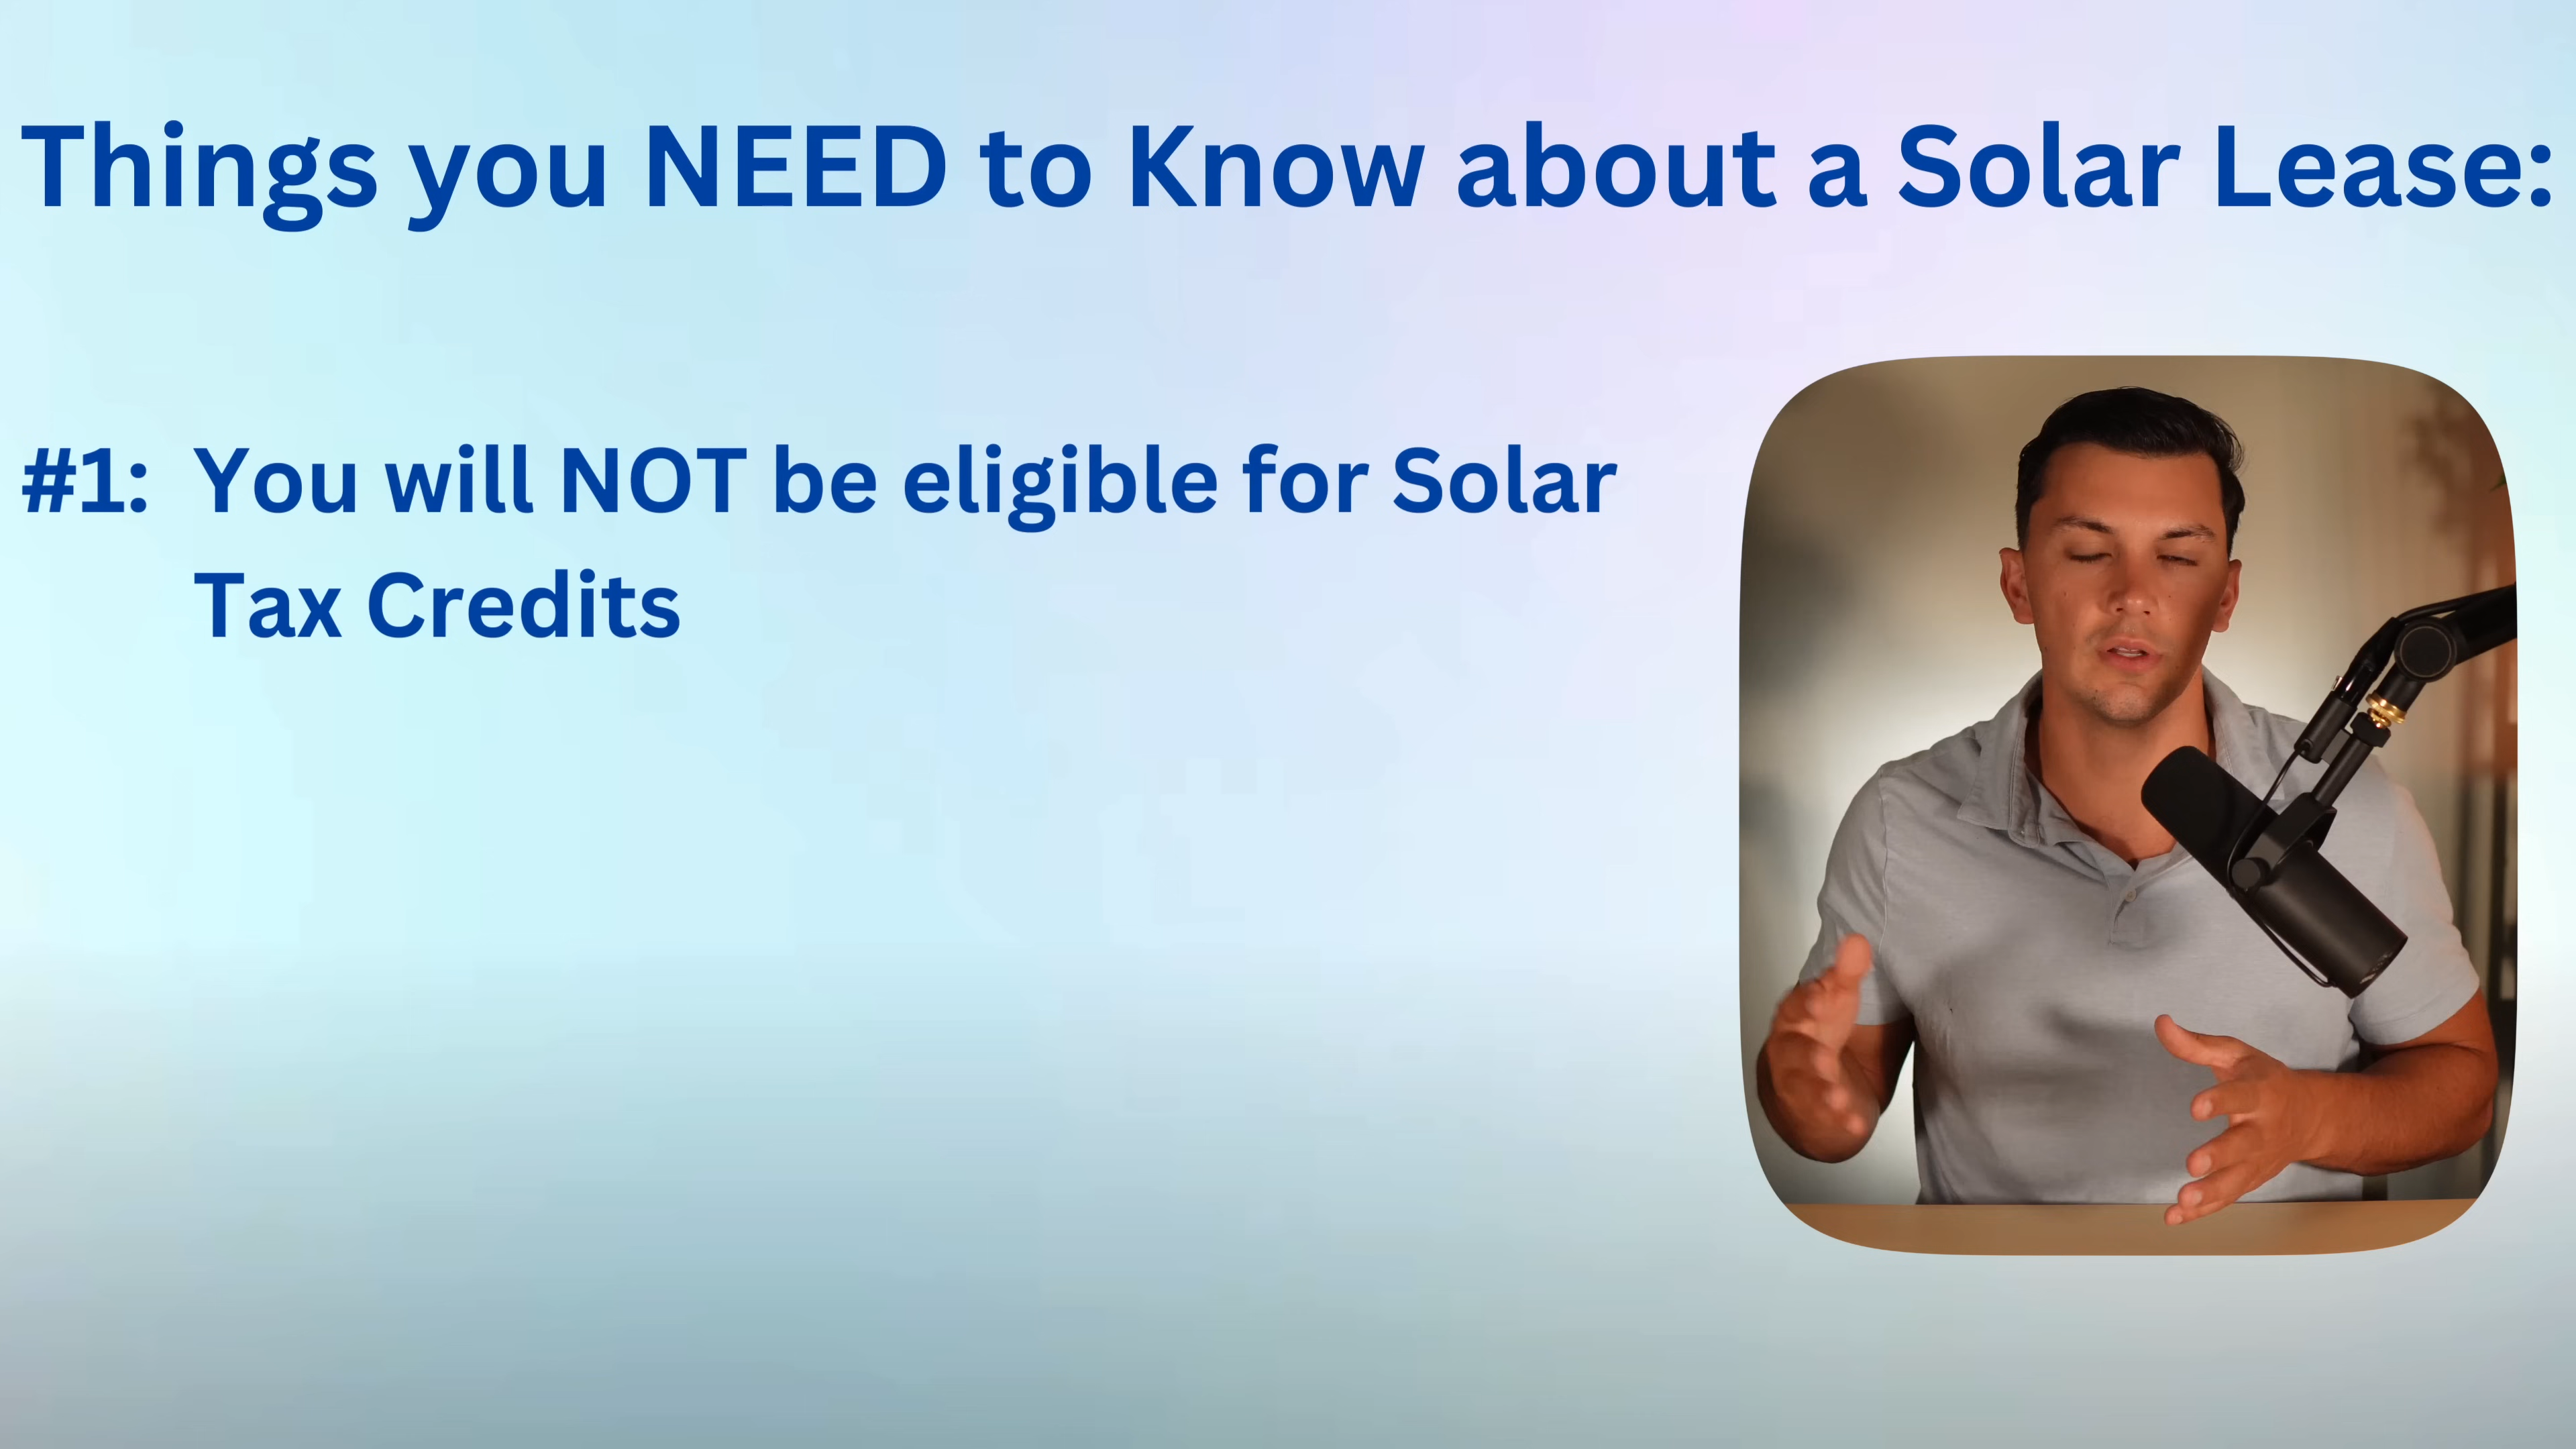 Things you NEED to Know about a Solar Lease:
#1: You will NOT be eligible for Solar
Tax Credits